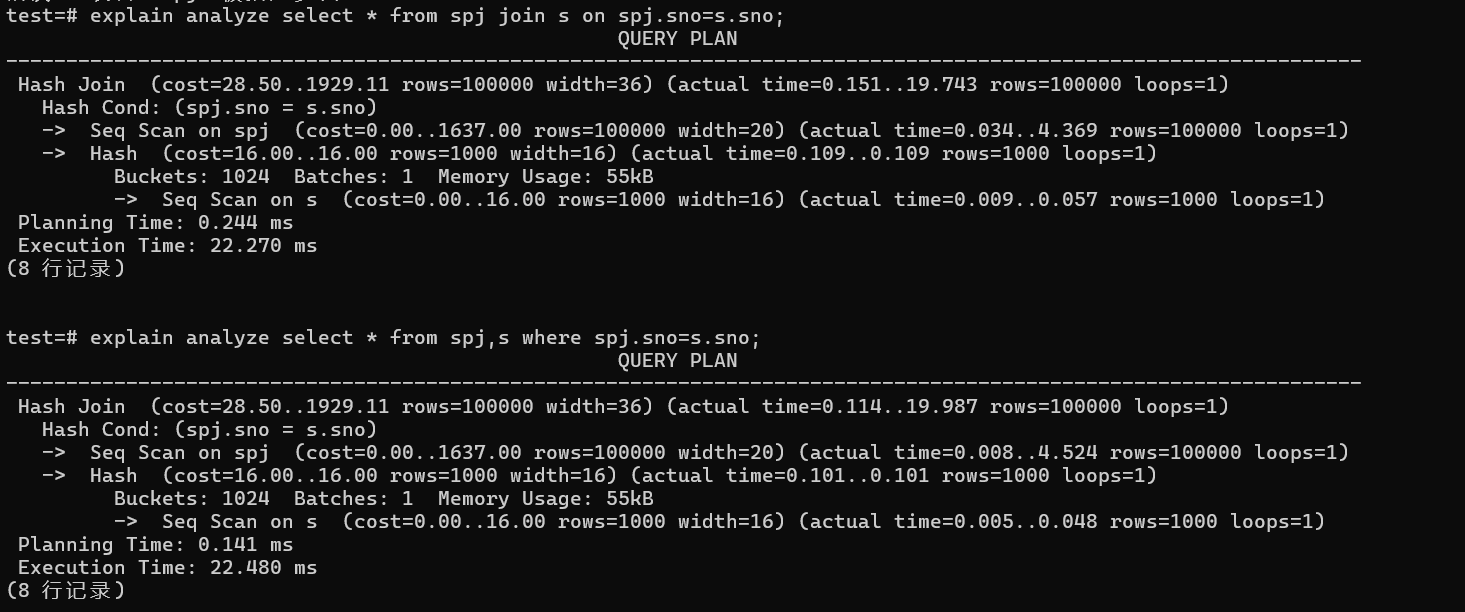 test=# explain analyze select * from spj join s on spj.sno=s.sno;
                                                   QUERY PLAN
-----------------------------------------------------------------------------------------------------------------
 Hash Join  (cost=28.50..1929.11 rows=100000 width=36) (actual time=0.151..19.743 rows=100000 loops=1)
   Hash Cond: (spj.sno = s.sno)
   ->  Seq Scan on spj  (cost=0.00..1637.00 rows=100000 width=20) (actual time=0.034..4.369 rows=100000 loops=1)
   ->  Hash  (cost=16.00..16.00 rows=1000 width=16) (actual time=0.109..0.109 rows=1000 loops=1)
         Buckets: 1024  Batches: 1  Memory Usage: 55kB
         ->  Seq Scan on s  (cost=0.00..16.00 rows=1000 width=16) (actual time=0.009..0.057 rows=1000 loops=1)
 Planning Time: 0.244 ms
 Execution Time: 22.270 ms
(8 行记录)
test=# explain analyze select * from spj,s where spj.sno=s.sno;
                                                   QUERY PLAN
-----------------------------------------------------------------------------------------------------------------
 Hash Join  (cost=28.50..1929.11 rows=100000 width=36) (actual time=0.114..19.987 rows=100000 loops=1)
   Hash Cond: (spj.sno = s.sno)
   ->  Seq Scan on spj  (cost=0.00..1637.00 rows=100000 width=20) (actual time=0.008..4.524 rows=100000 loops=1)
   ->  Hash  (cost=16.00..16.00 rows=1000 width=16) (actual time=0.101..0.101 rows=1000 loops=1)
         Buckets: 1024  Batches: 1  Memory Usage: 55kB
         ->  Seq Scan on s  (cost=0.00..16.00 rows=1000 width=16) (actual time=0.005..0.048 rows=1000 loops=1)
 Planning Time: 0.141 ms
 Execution Time: 22.480 ms
(8 行记录)